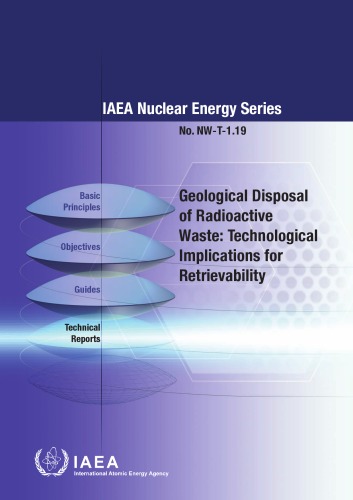 IAEA Nuclear Energy Series
No. NW-T-1.19
Basic
Principles
Objectives
Guides
Technical
Reports
Geological Disposal
of Radioactive
Waste: Technological
Implications for
Retrievability
IAEA
International Atomic Energy Agency